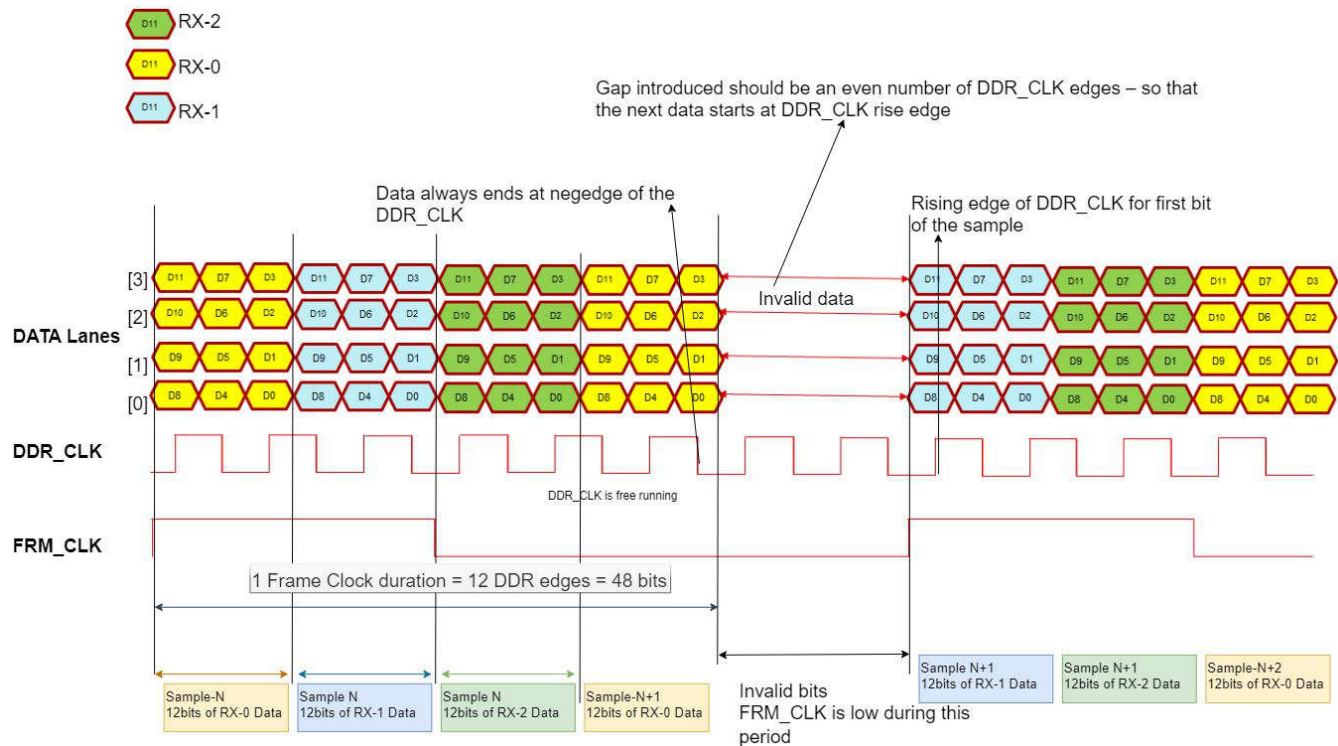 D11 RX-2
D11 RX-0
D11 RX-1
Gap introduced should be an even number of DDR_CLK edges – so that
the next data starts at DDR_CLK rise edge
Data always ends at negedge of the
DDR_CLK
Rising edge of DDR_CLK for first bit
of the sample
[3] D11 D7 D3 D11 D7 D3 D11 D7 D3 D11 D7 D3 D11 D7 D3 D11 D7 D3 D11 D7 D3
Invalid data
[2] D10 D6 D2 D10 D6 D2 D10 D6 D2 D10 D6 D2 D10 D6 D2 D10 D6 D2 D10 D6 D2
DATA Lanes
[1] D9 D5 D1 D9 D5 D1 D9 D5 D1 D9 D5 D1 D9 D5 D1 D9 D5 D1 D9 D5 D1
[0] D8 D4 D0 D8 D4 D0 D8 D4 D0 D8 D4 D0 D8 D4 D0 D8 D4 D0 D8 D4 D0
DDR_CLK
DDR_CLK is free running
FRM_CLK
1 Frame Clock duration = 12 DDR edges = 48 bits
Sample-N
12bits of RX-0 Data
Sample N
12bits of RX-1 Data
Sample N
12bits of RX-2 Data
Sample-N+1
12bits of RX-0 Data
Invalid bits
FRM_CLK is low during this
period
Sample N+1
12bits of RX-1 Data
Sample N+1
12bits of RX-2 Data
Sample-N+2
12bits of RX-0 Data